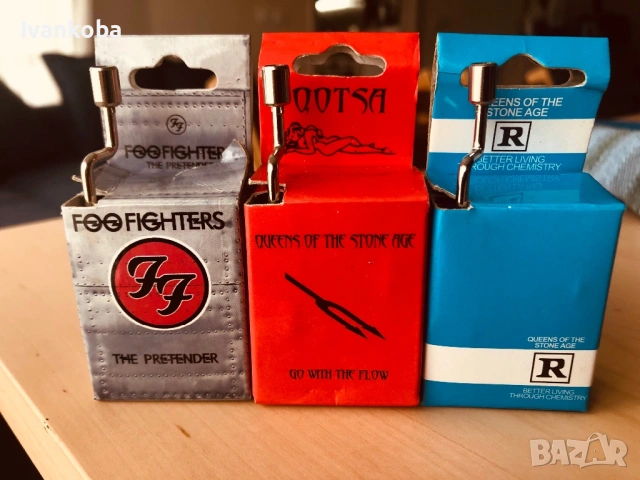 Ivankoba
FF
FOO FIGHTERS
THE PRETENDER
FOO FIGHTERS
FF
THE PRETENDER
QOTSA
QUEENS OF THE STONE AGE
GO WITH THE FLOW
QUEENS OF THE
STONE AGE
R
BETTER LIVING
THROUGH CHEMISTRY
QUEENS OF THE
STONE AGE
R
BETTER LIVING
THROUGH CHEMISTRY
BAZAR